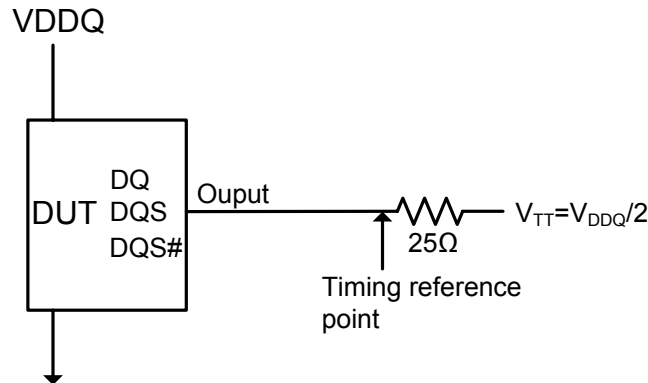 VDDQ
DUT
DQ
DQS
DQS#
Ouput
25Ω
V_TT=V_DDQ/2
Timing reference
point